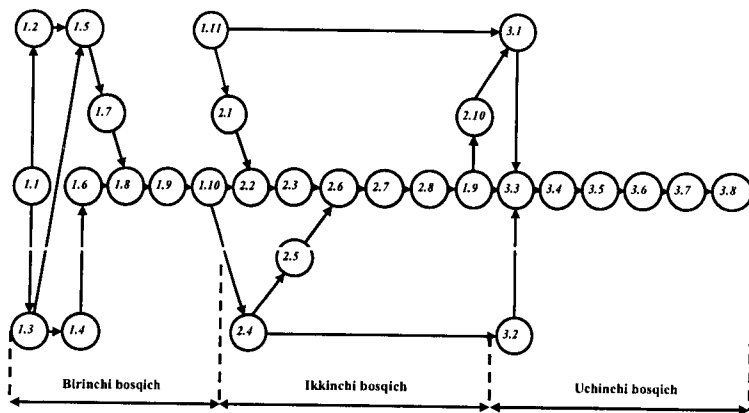 1.2 1.5 1.11 3.1
1.7 2.1 2.10
1.1 1.6 1.8 1.9 1.10 2.2 2.3 2.6 2.7 2.8 1.9 3.3 3.4 3.5 3.6 3.7 3.8
2.5
1.3 1.4 2.4 3.2
Birinchi bosqich Ikkinchi bosqich Uchinchi bosqich